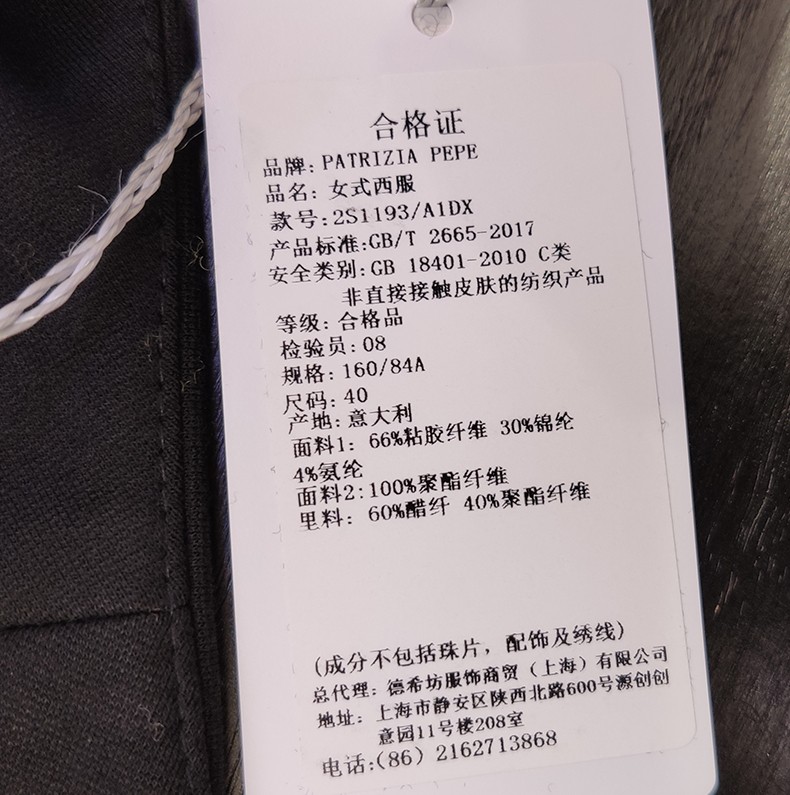 合格证
品牌: PATRIZIA PEPE
品名: 女式西服
款号:2S1193/A1DX
产品标准:GB/T 2665-2017
安全类别:GB 18401-2010 C类
非直接接触皮肤的纺织产品
等级: 合格品
检验员:08
规格: 160/84A
尺码: 40
产地: 意大利
面料1: 66%粘胶纤维 30%锦纶
4%氨纶
面料2:100%聚酯纤维
里料: 60%醋纤 40%聚酯纤维
(成分不包括珠片，配饰及绣线)
总代理: 德希坊服饰商贸（上海）有限公司
地址: 上海市静安区陕西北路600号源创创
意园11号楼208室
电话:(86) 2162713868